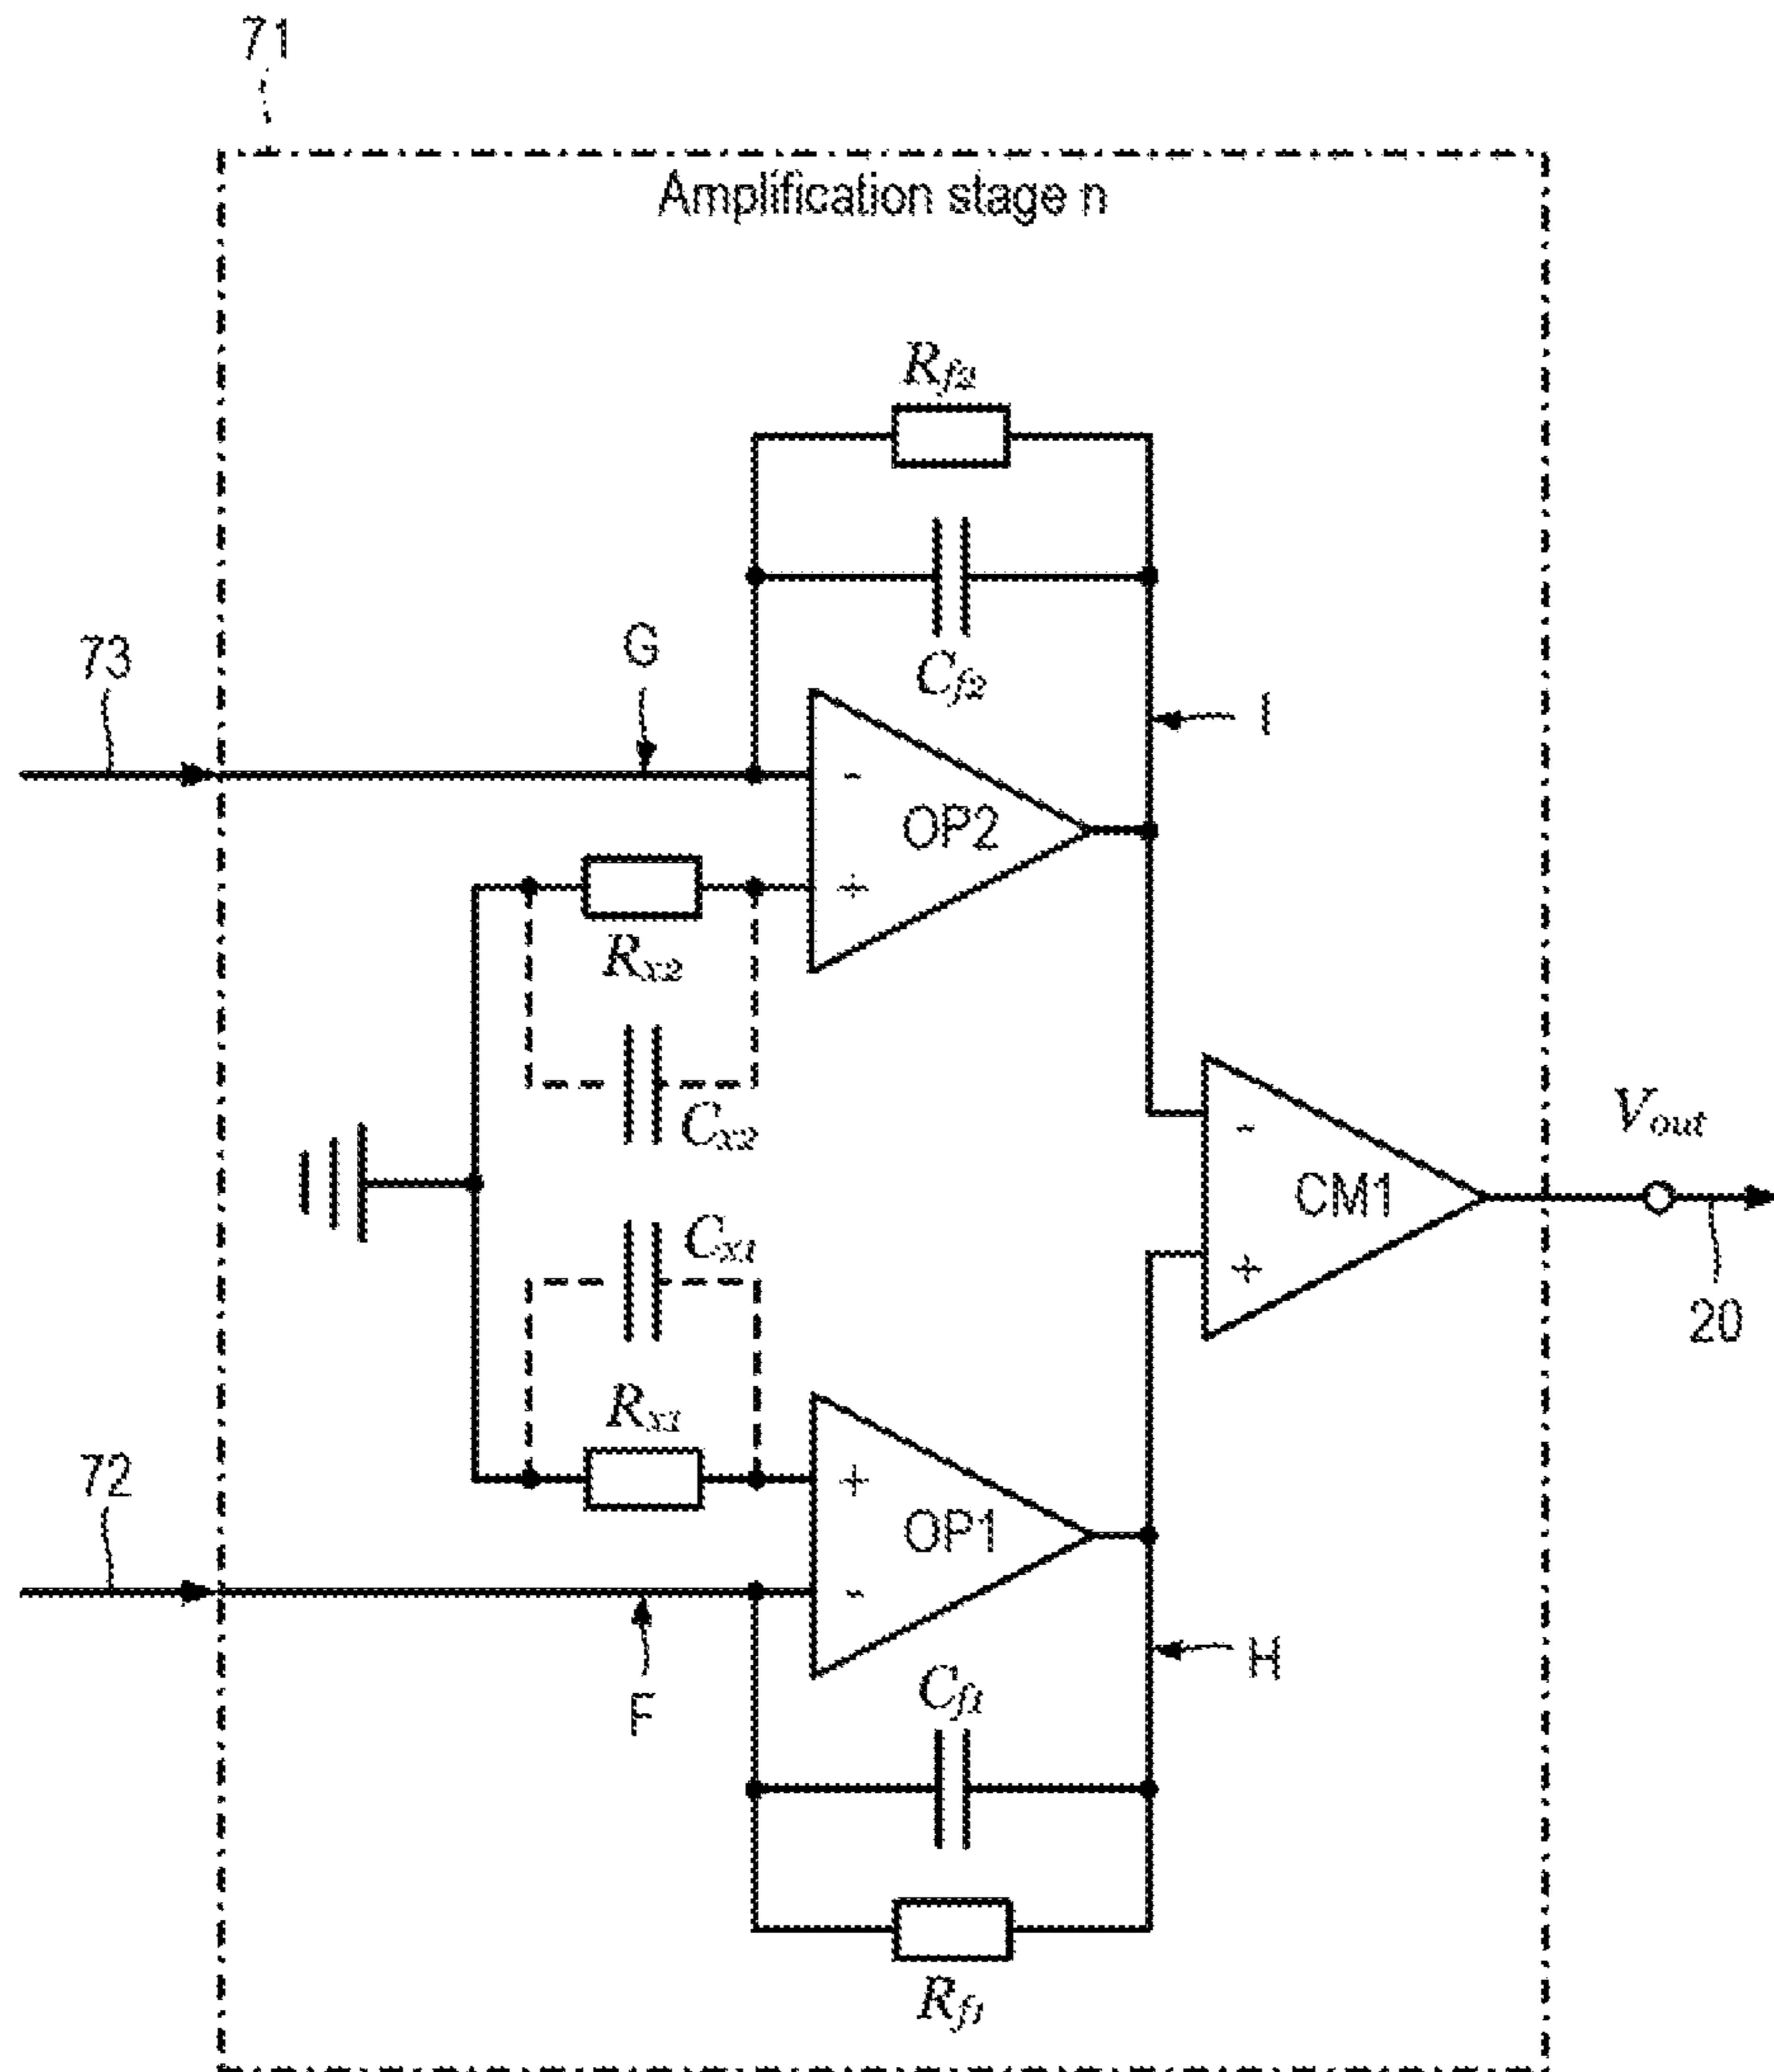 71
Amplification stage n
Rf2
Cf2
73
G
I
-
OP2
+
Rx2
Cx2
-
CM1
+
Vout
20
Cx1
Rx1
72
+
OP1
-
F
H
Cf1
Rf1